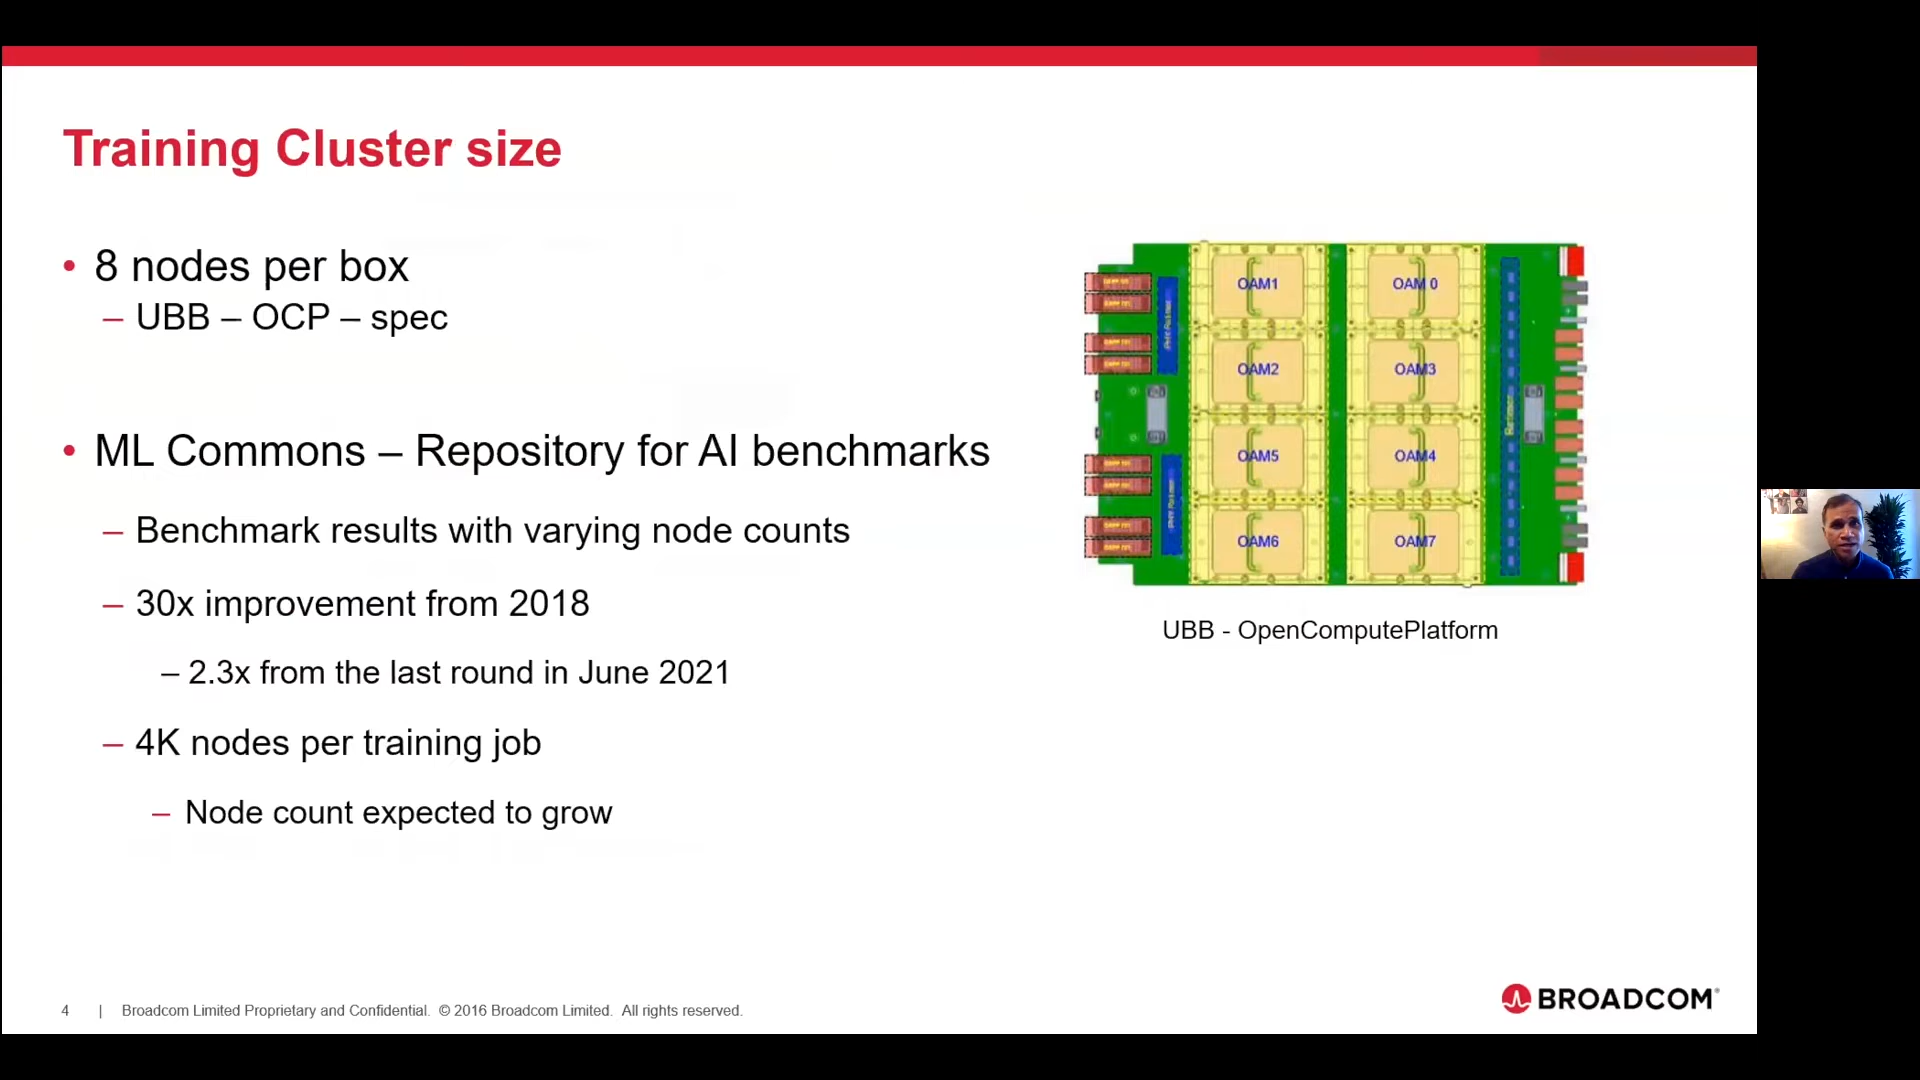 Training Cluster size
• 8 nodes per box
– UBB – OCP – spec
• ML Commons – Repository for AI benchmarks
– Benchmark results with varying node counts
– 30x improvement from 2018
– 2.3x from the last round in June 2021
– 4K nodes per training job
– Node count expected to grow
OAM1 OAM 0
OAM2 OAM3
OAM5 OAM4
OAM6 OAM7
Retimer
UBB - OpenComputePlatform
4 | Broadcom Limited Proprietary and Confidential. © 2016 Broadcom Limited. All rights reserved.
BROADCOM®